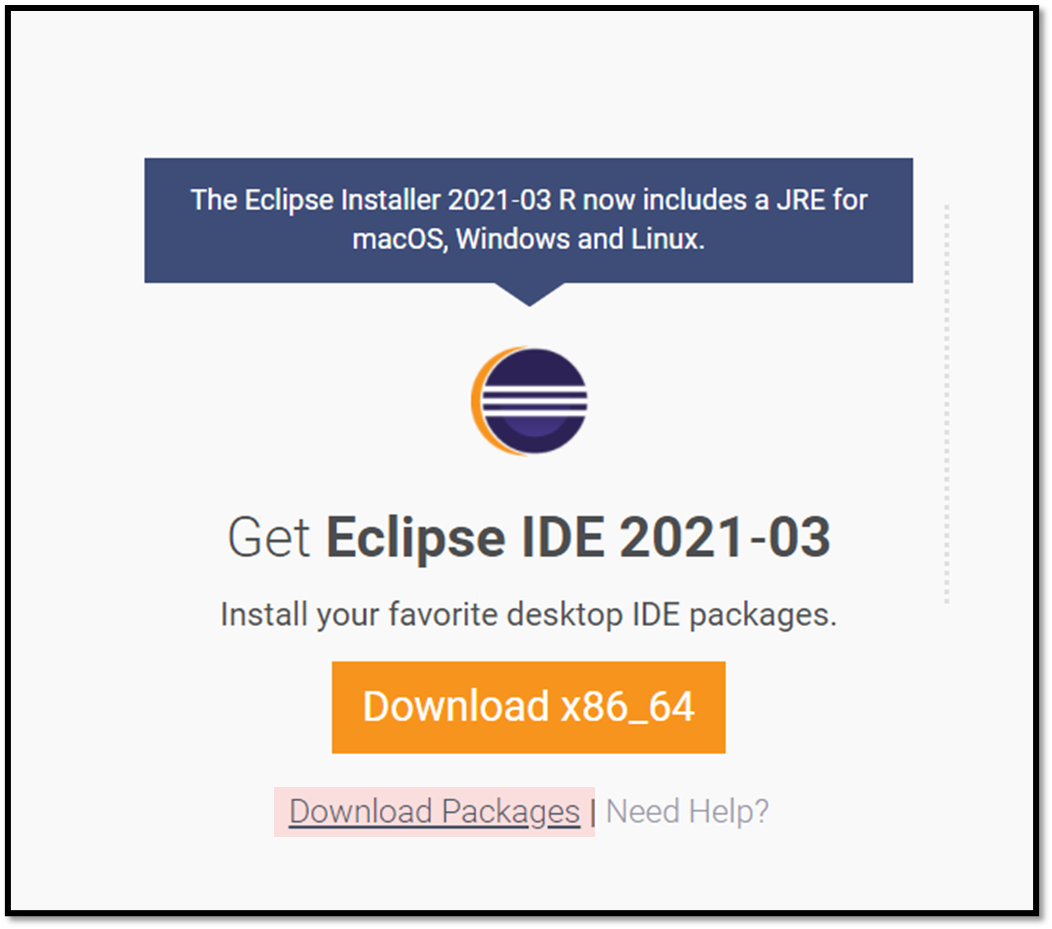 The Eclipse Installer 2021-03 R now includes a JRE for
macOS, Windows and Linux.
Get Eclipse IDE 2021-03
Install your favorite desktop IDE packages.
Download x86_64
Download Packages | Need Help?